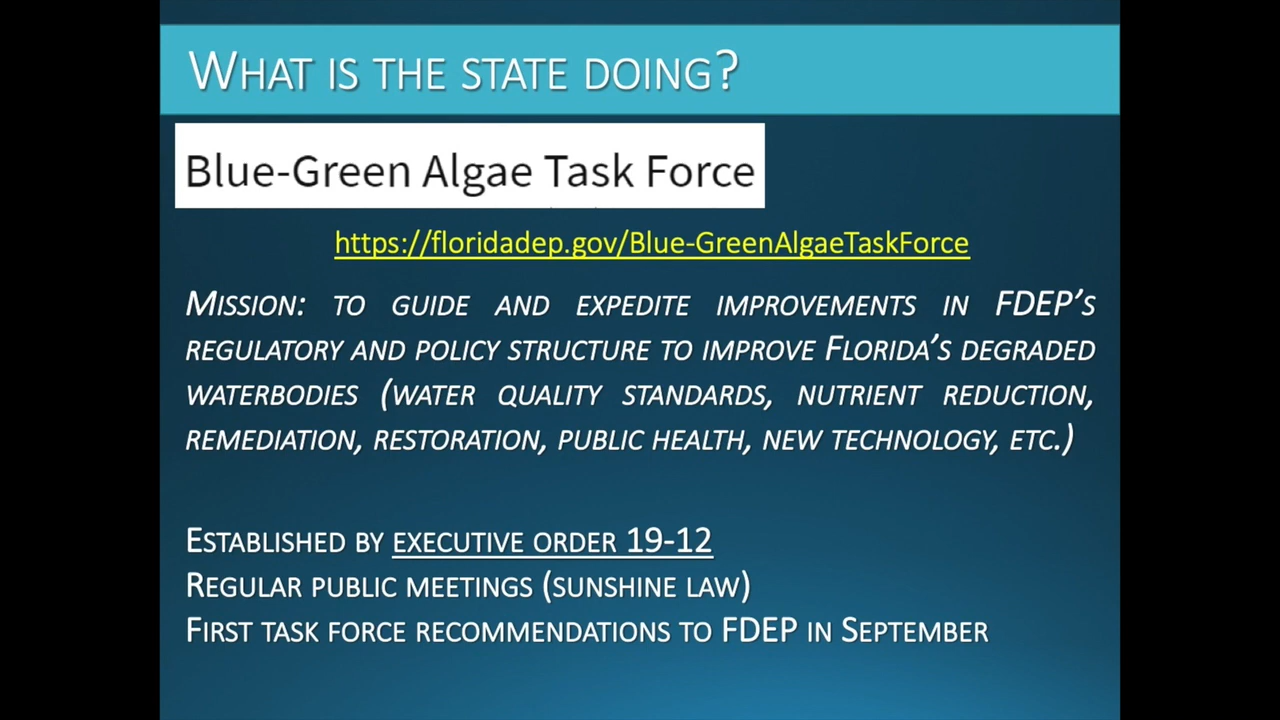 WHAT IS THE STATE DOING?
Blue-Green Algae Task Force
https://floridadep.gov/Blue-GreenAlgaeTaskForce
MISSION: TO GUIDE AND EXPEDITE IMPROVEMENTS IN FDEP'S
REGULATORY AND POLICY STRUCTURE TO IMPROVE FLORIDA'S DEGRADED
WATERBODIES (WATER QUALITY STANDARDS, NUTRIENT REDUCTION,
REMEDIATION, RESTORATION, PUBLIC HEALTH, NEW TECHNOLOGY, ETC.)
ESTABLISHED BY EXECUTIVE ORDER 19-12
REGULAR PUBLIC MEETINGS (SUNSHINE LAW)
FIRST TASK FORCE RECOMMENDATIONS TO FDEP IN SEPTEMBER